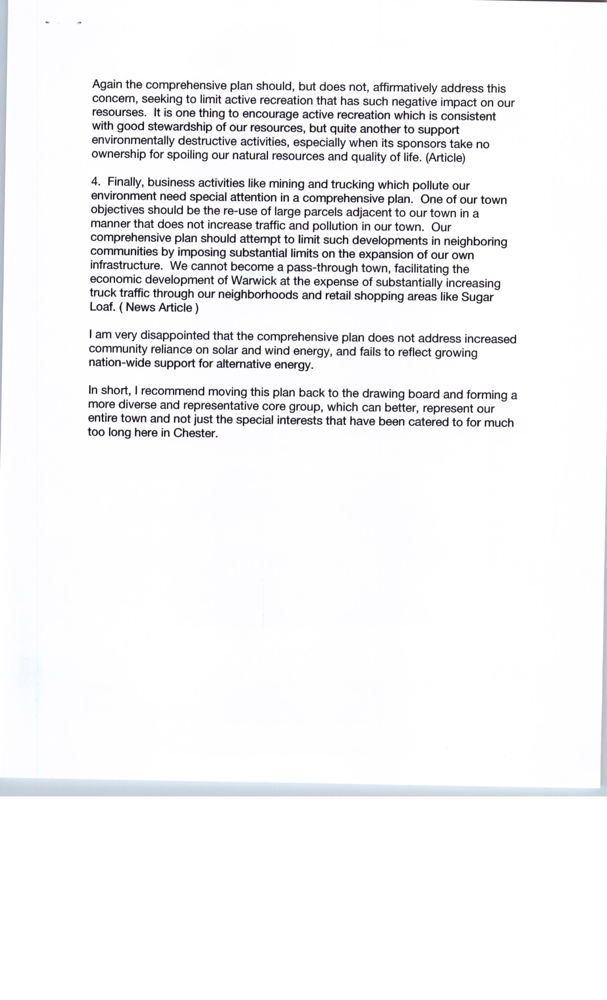 Again the comprehensive plan should, but does not, affirmatively address this
concern, seeking to limit active recreation that has such negative impact on our
resourses.  It is one thing to encourage active recreation which is consistent
with good stewardship of our resources, but quite another to support
environmentally destructive activities, especially when its sponsors take no
ownership for spoiling our natural resources and quality of life. (Article)

4.  Finally, business activities like mining and trucking which pollute our
environment need special attention in a comprehensive plan.  One of our town
objectives should be the re-use of large parcels adjacent to our town in a
manner that does not increase traffic and pollution in our town.  Our
comprehensive plan should attempt to limit such developments in neighboring
communities by imposing substantial limits on the expansion of our own
infrastructure.  We cannot become a pass-through town, facilitating the
economic development of Warwick at the expense of substantially increasing
truck traffic through our neighborhoods and retail shopping areas like Sugar
Loaf. ( News Article )

I am very disappointed that the comprehensive plan does not address increased
community reliance on solar and wind energy, and fails to reflect growing
nation-wide support for alternative energy.

In short, I recommend moving this plan back to the drawing board and forming a
more diverse and representative core group, which can better, represent our
entire town and not just the special interests that have been catered to for much
too long here in Chester.